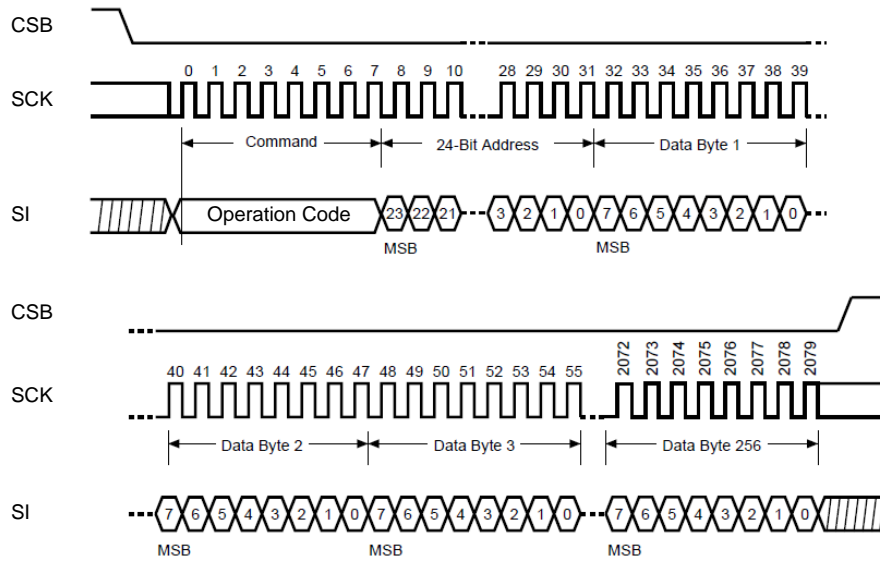 CSB
0 1 2 3 4 5 6 7 8 9 10 28 29 30 31 32 33 34 35 36 37 38 39
SCK
Command 24-Bit Address Data Byte 1
SI Operation Code 23 22 21 3 2 1 0 7 6 5 4 3 2 1 0
MSB MSB
CSB
40 41 42 43 44 45 46 47 48 49 50 51 52 53 54 55 2072 2073 2074 2075 2076 2077 2078 2079
SCK
Data Byte 2 Data Byte 3 Data Byte 256
SI 7 6 5 4 3 2 1 0 7 6 5 4 3 2 1 0 7 6 5 4 3 2 1 0
MSB MSB MSB